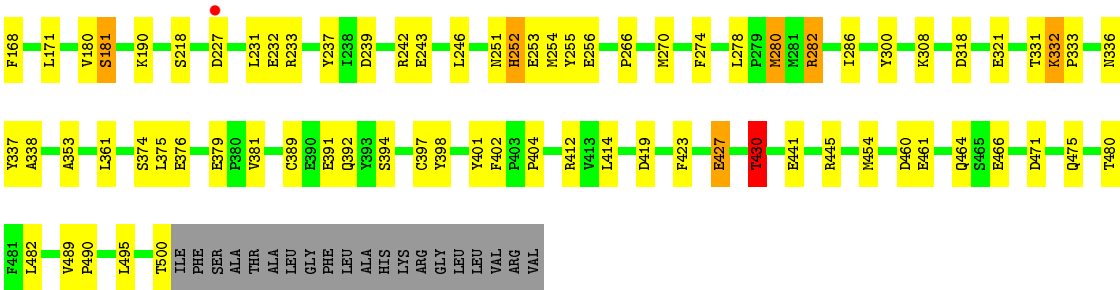 F168 L171 V180 S181 K190 S218 D227 L231 E232 R233 Y237 I238 D239 R242 E243 L246 N251 H252 E253 M254 Y255 E256 P266 M270 F274 L278 P279 M280 M281 R282 I286 Y300 K308 D318 E321 T331 K332 P333 N336
Y337 A338 A353 L361 S374 L375 E376 E379 P380 V381 C389 E390 E391 Q392 Y393 S394 C397 Y398 Y401 F402 P403 P404 R412 V413 L414 D419 F423 E427 T430 E441 R445 M454 D460 E461 Q464 S465 E466 D471 Q475 T480
F481 L482 V489 P490 L495 T500 ILE PHE SER ALA THR ALA LEU GLY PHE LEU ALA HIS LYS ARG GLY LEU LEU VAL ARG VAL